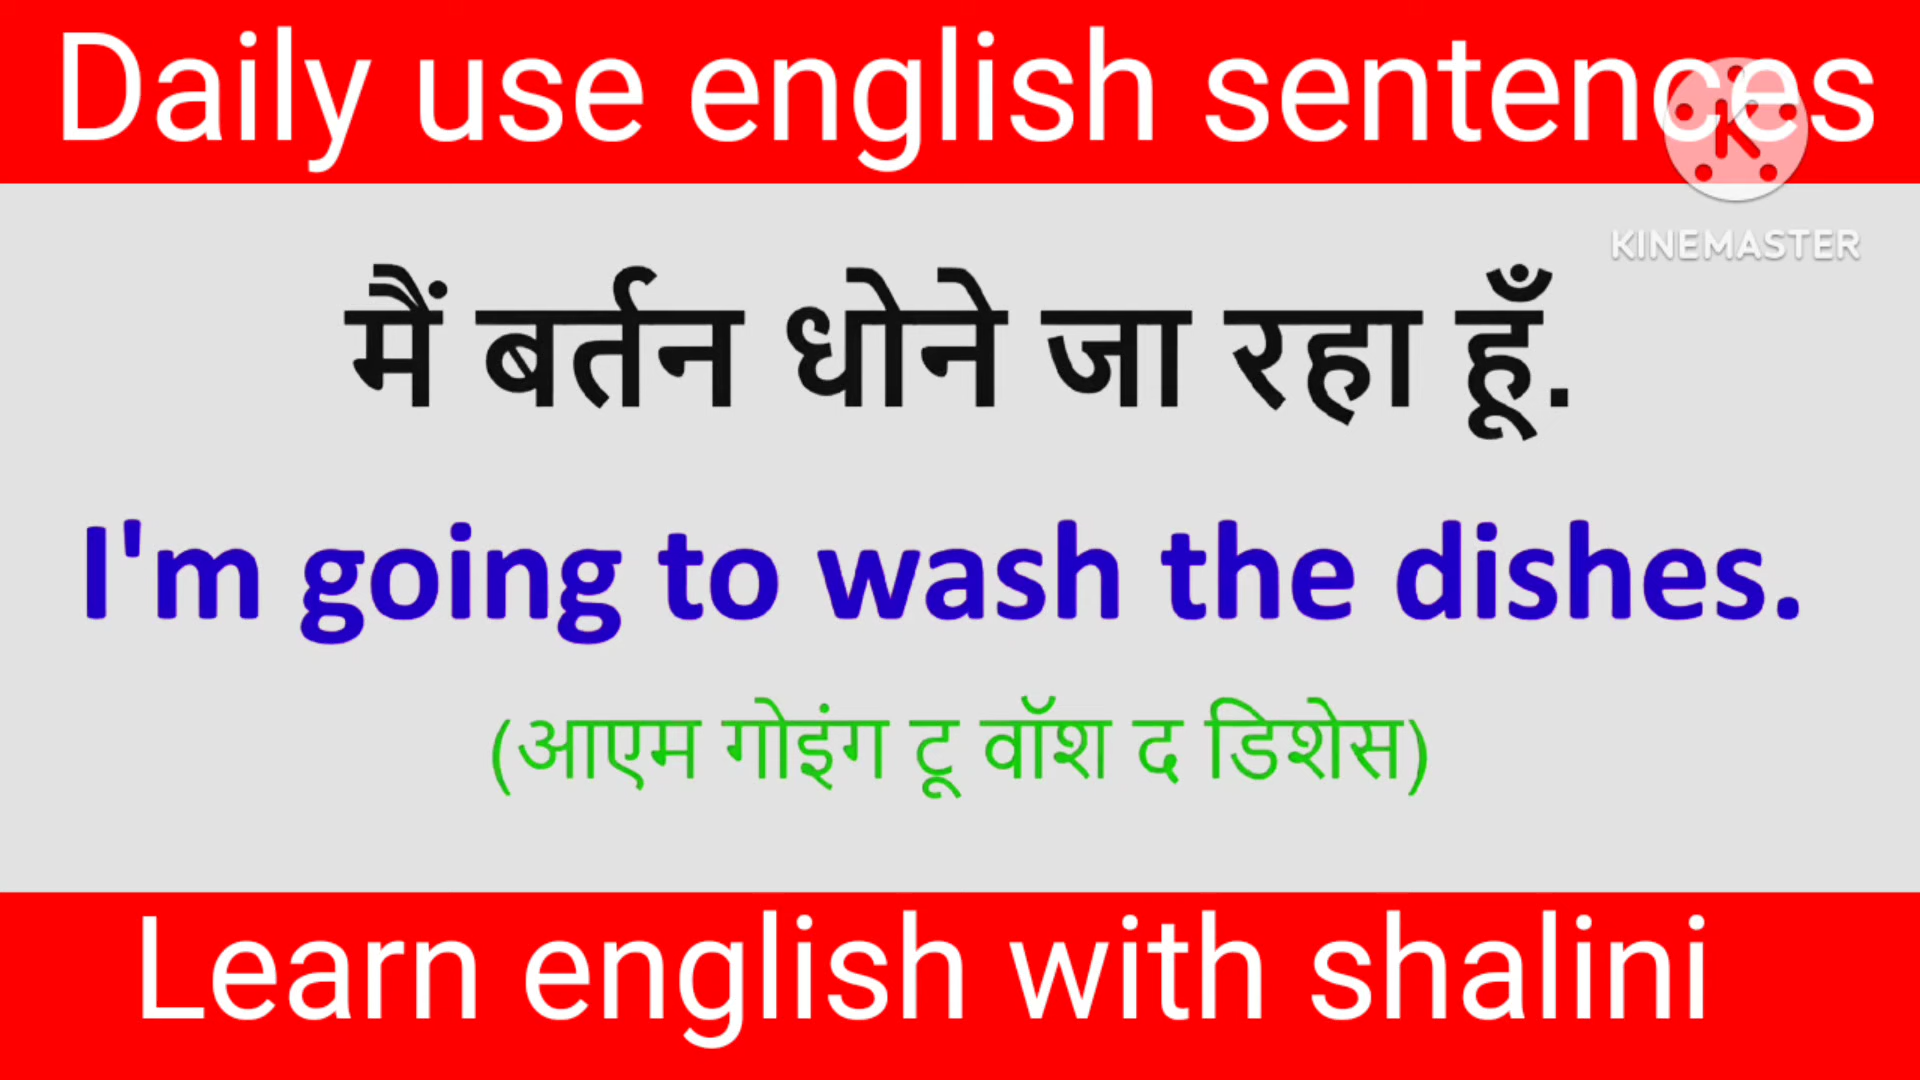 Daily use english sentences
KINEMASTER
मैं बर्तन धोने जा रहा हूँ.
I'm going to wash the dishes.
(आएम गोइंग टू वॉश द डिशेस)
Learn english with shalini